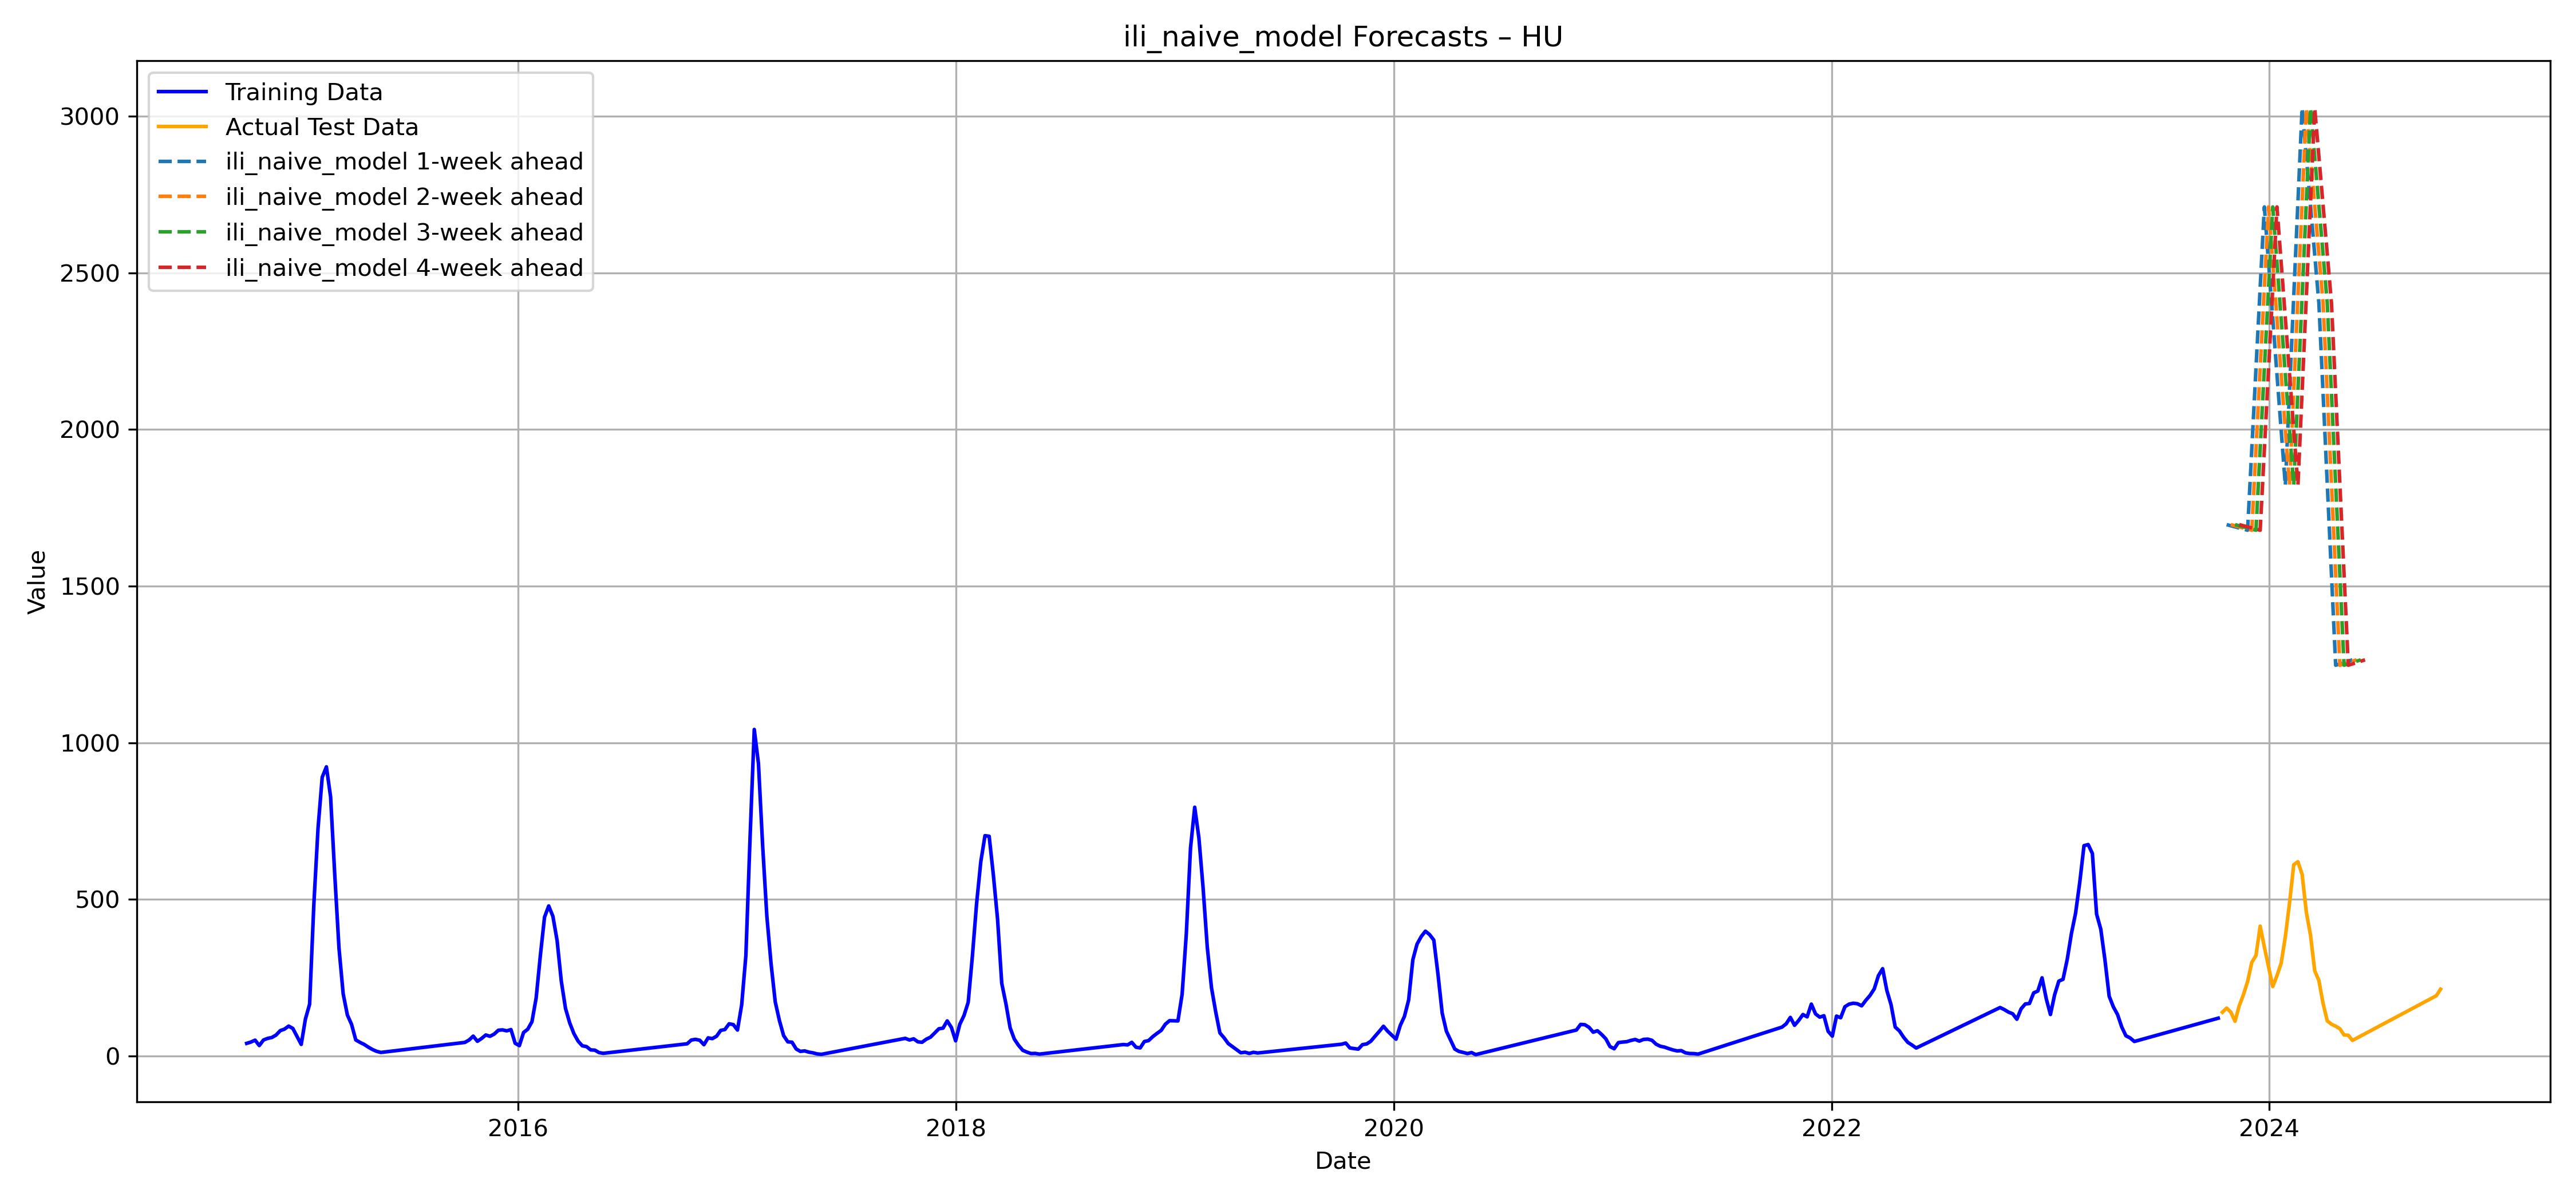 ili_naive_model Forecasts – HU
Training Data
Actual Test Data
ili_naive_model 1-week ahead
ili_naive_model 2-week ahead
ili_naive_model 3-week ahead
ili_naive_model 4-week ahead
3000
2500
2000
1500
1000
500
0
Value
2016
2018
2020
2022
2024
Date